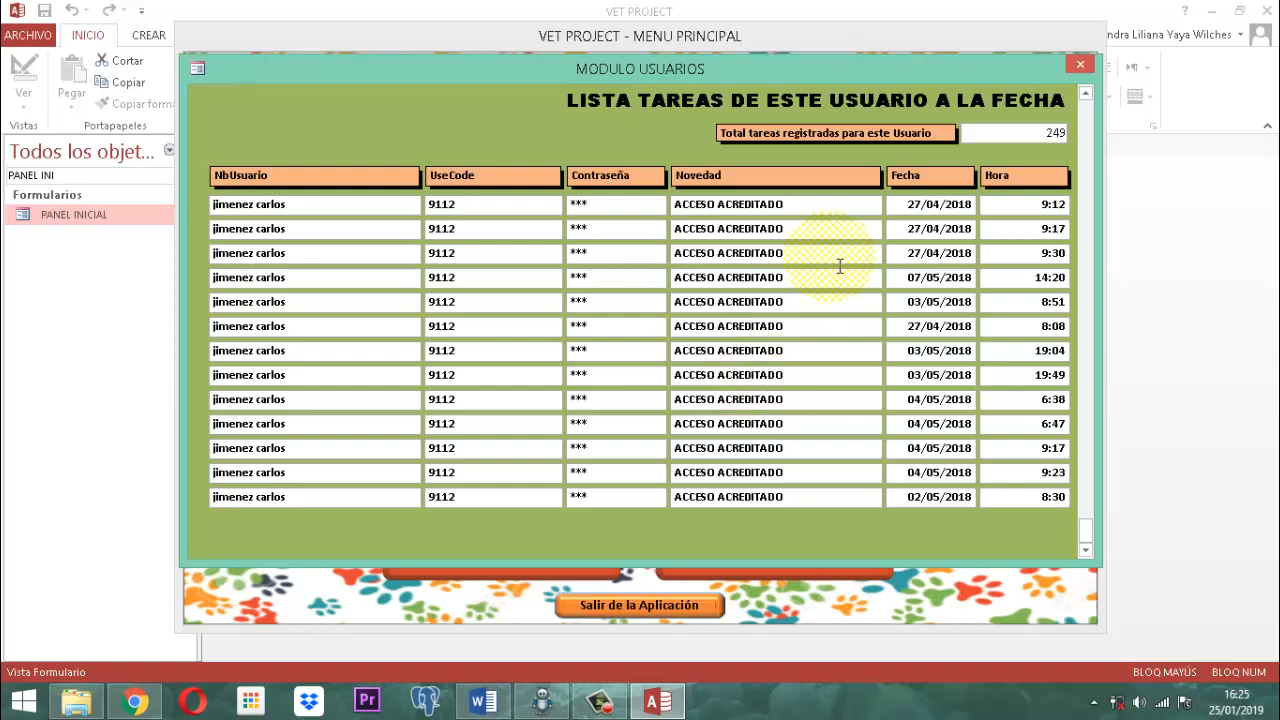 VET PROJECT
ARCHIVO INICIO CREAR
ndra Liliana Yaya Wilches
VET PROJECT - MENU PRINCIPAL
Ver
Pegar
Cortar
Copiar
Copiar forma
Vistas
Portapapeles
Todos los objet...
PANEL INI
Formularios
PANEL INICIAL
MODULO USUARIOS
LISTA TAREAS DE ESTE USUARIO A LA FECHA
Total tareas registradas para este Usuario 249
NbUsuario UseCode Contraseña Novedad Fecha Hora
jimenez carlos 9112 *** ACCESO ACREDITADO 27/04/2018 9:12
jimenez carlos 9112 *** ACCESO ACREDITADO 27/04/2018 9:17
jimenez carlos 9112 *** ACCESO ACREDITADO 27/04/2018 9:30
jimenez carlos 9112 *** ACCESO ACREDITADO 07/05/2018 14:20
jimenez carlos 9112 *** ACCESO ACREDITADO 03/05/2018 8:51
jimenez carlos 9112 *** ACCESO ACREDITADO 27/04/2018 8:08
jimenez carlos 9112 *** ACCESO ACREDITADO 03/05/2018 19:04
jimenez carlos 9112 *** ACCESO ACREDITADO 03/05/2018 19:49
jimenez carlos 9112 *** ACCESO ACREDITADO 04/05/2018 6:38
jimenez carlos 9112 *** ACCESO ACREDITADO 04/05/2018 6:47
jimenez carlos 9112 *** ACCESO ACREDITADO 04/05/2018 9:17
jimenez carlos 9112 *** ACCESO ACREDITADO 04/05/2018 9:23
jimenez carlos 9112 *** ACCESO ACREDITADO 02/05/2018 8:30
Salir de la Aplicación
Vista Formulario
BLOQ MAYÚS BLOQ NUM
Pr
16:25
25/01/2019